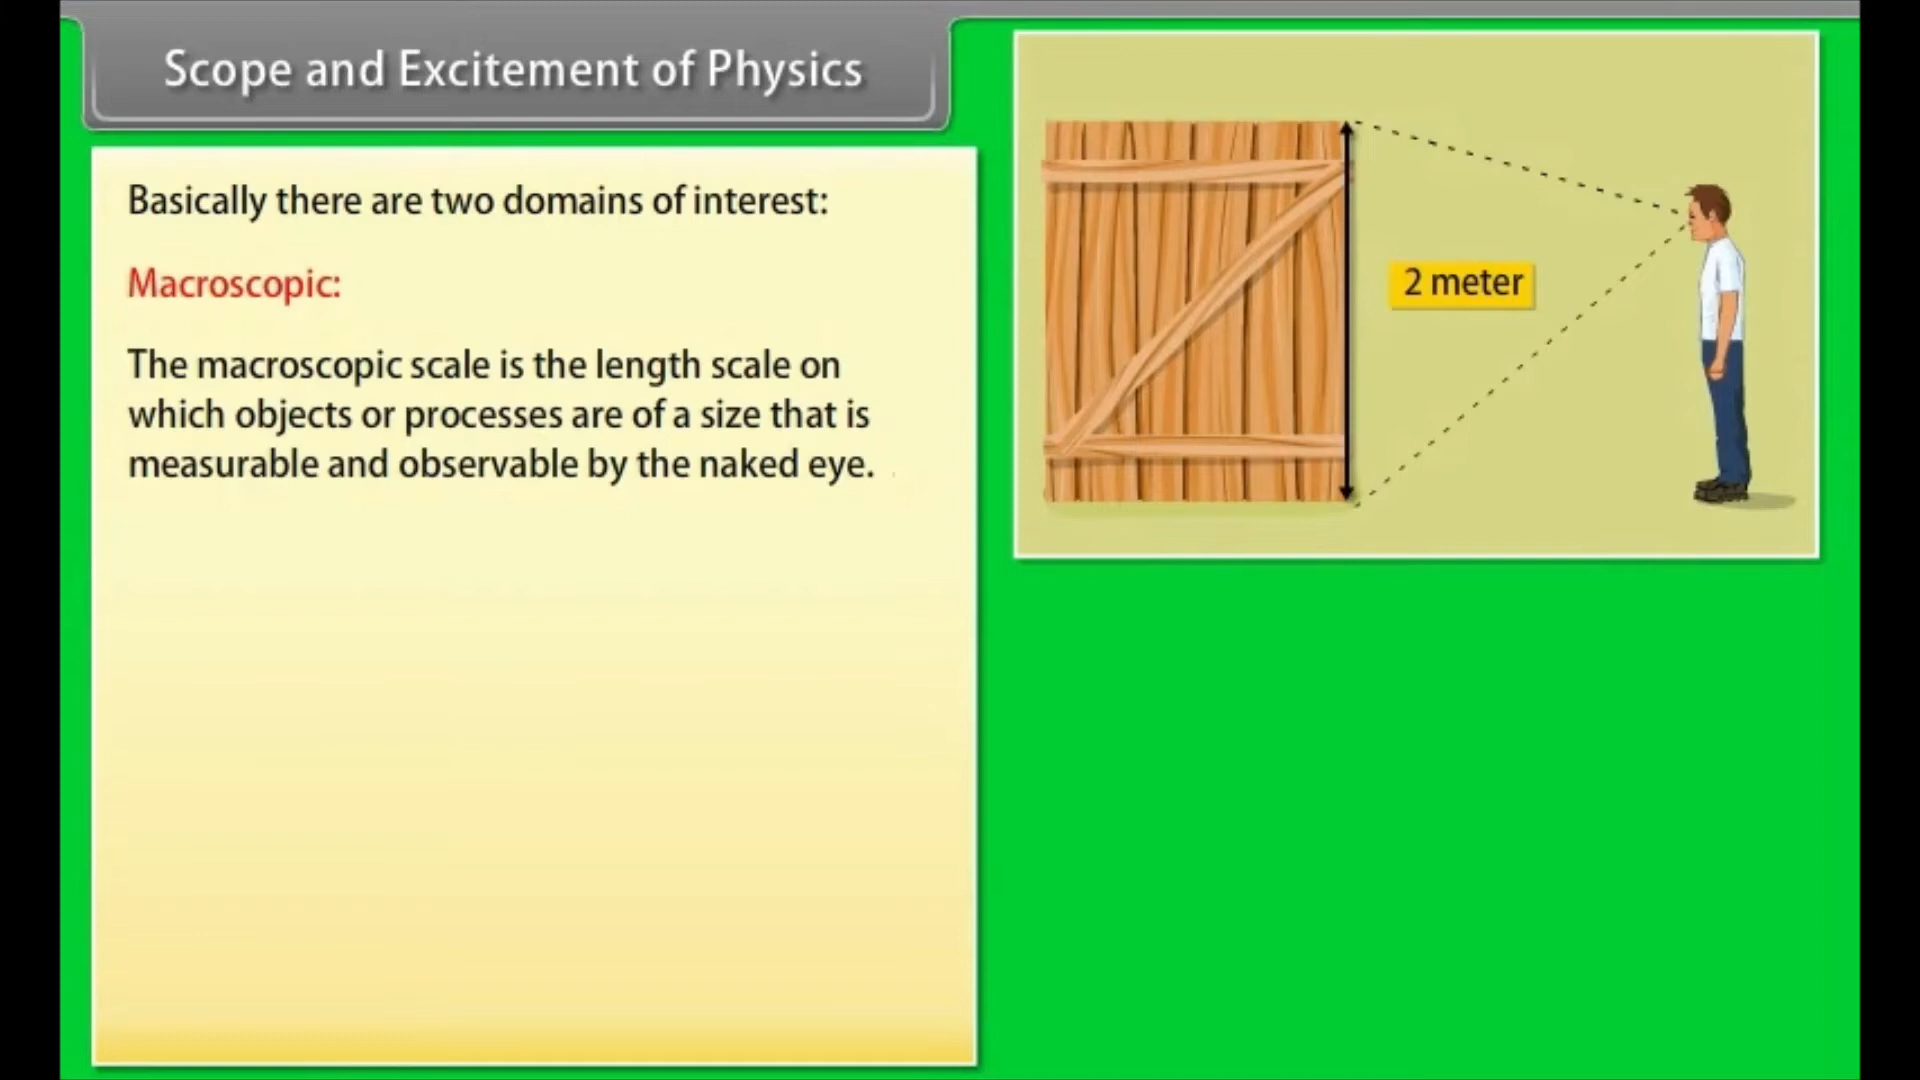 Scope and Excitement of Physics
Basically there are two domains of interest:
Macroscopic:
The macroscopic scale is the length scale on
which objects or processes are of a size that is
measurable and observable by the naked eye.
2 meter